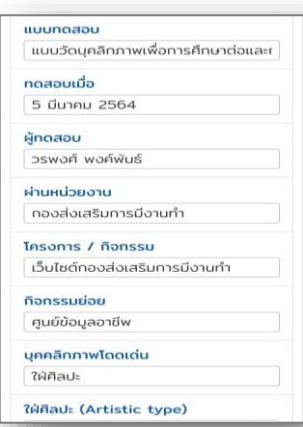 แบบทดสอบ
แบบวัดบุคลิกภาพเพื่อการศึกษาต่อและ
ทดสอบเมื่อ
5 มีนาคม 2564
ผู้ทดสอบ
วรพงศ์ พงค์พันธ์
ผ่านหน่วยงาน
กองส่งเสริมการมีงานทำ
โครงการ / กิจกรรม
เว็บไซต์กองส่งเสริมการมีงานทำ
กิจกรรมย่อย
ศูนย์ข้อมูลอาชีพ
บุคคลิกภาพโดดเด่น
ใฝ่ศิลปะ
ใฝ่ศิลปะ (Artistic type)